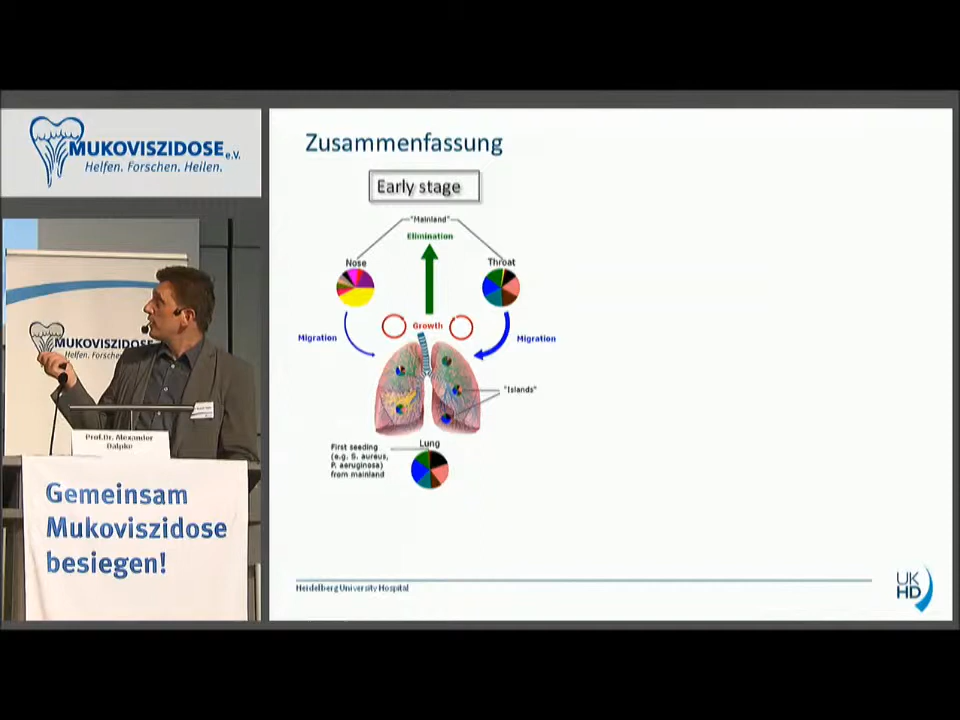 MUKOVISZIDOSE e.V.
Helfen. Forschen. Heilen.
MUKOVISZIDOSE
Helfen. Forsch
Prof.Dr. Alexander
Dalpke
Gemeinsam
Mukoviszidose
besiegen!
Zusammenfassung
Early stage
"Mainland"
Elimination
Nose
Throat
Growth
Migration
Migration
"Islands"
Lung
First seeding
(e.g. S. aureus,
P. aeruginosa)
from mainland
Heidelberg University Hospital
UK
HD